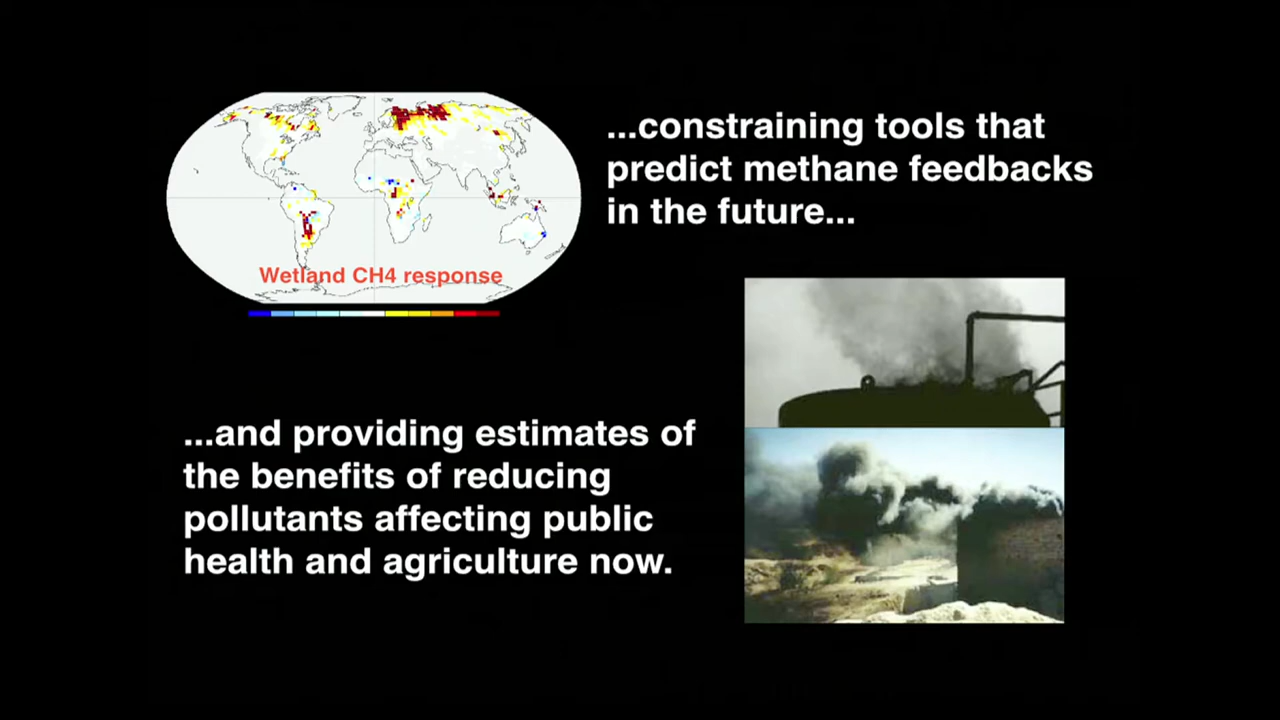 ...constraining tools that
predict methane feedbacks
in the future...
Wetland CH4 response
...and providing estimates of
the benefits of reducing
pollutants affecting public
health and agriculture now.